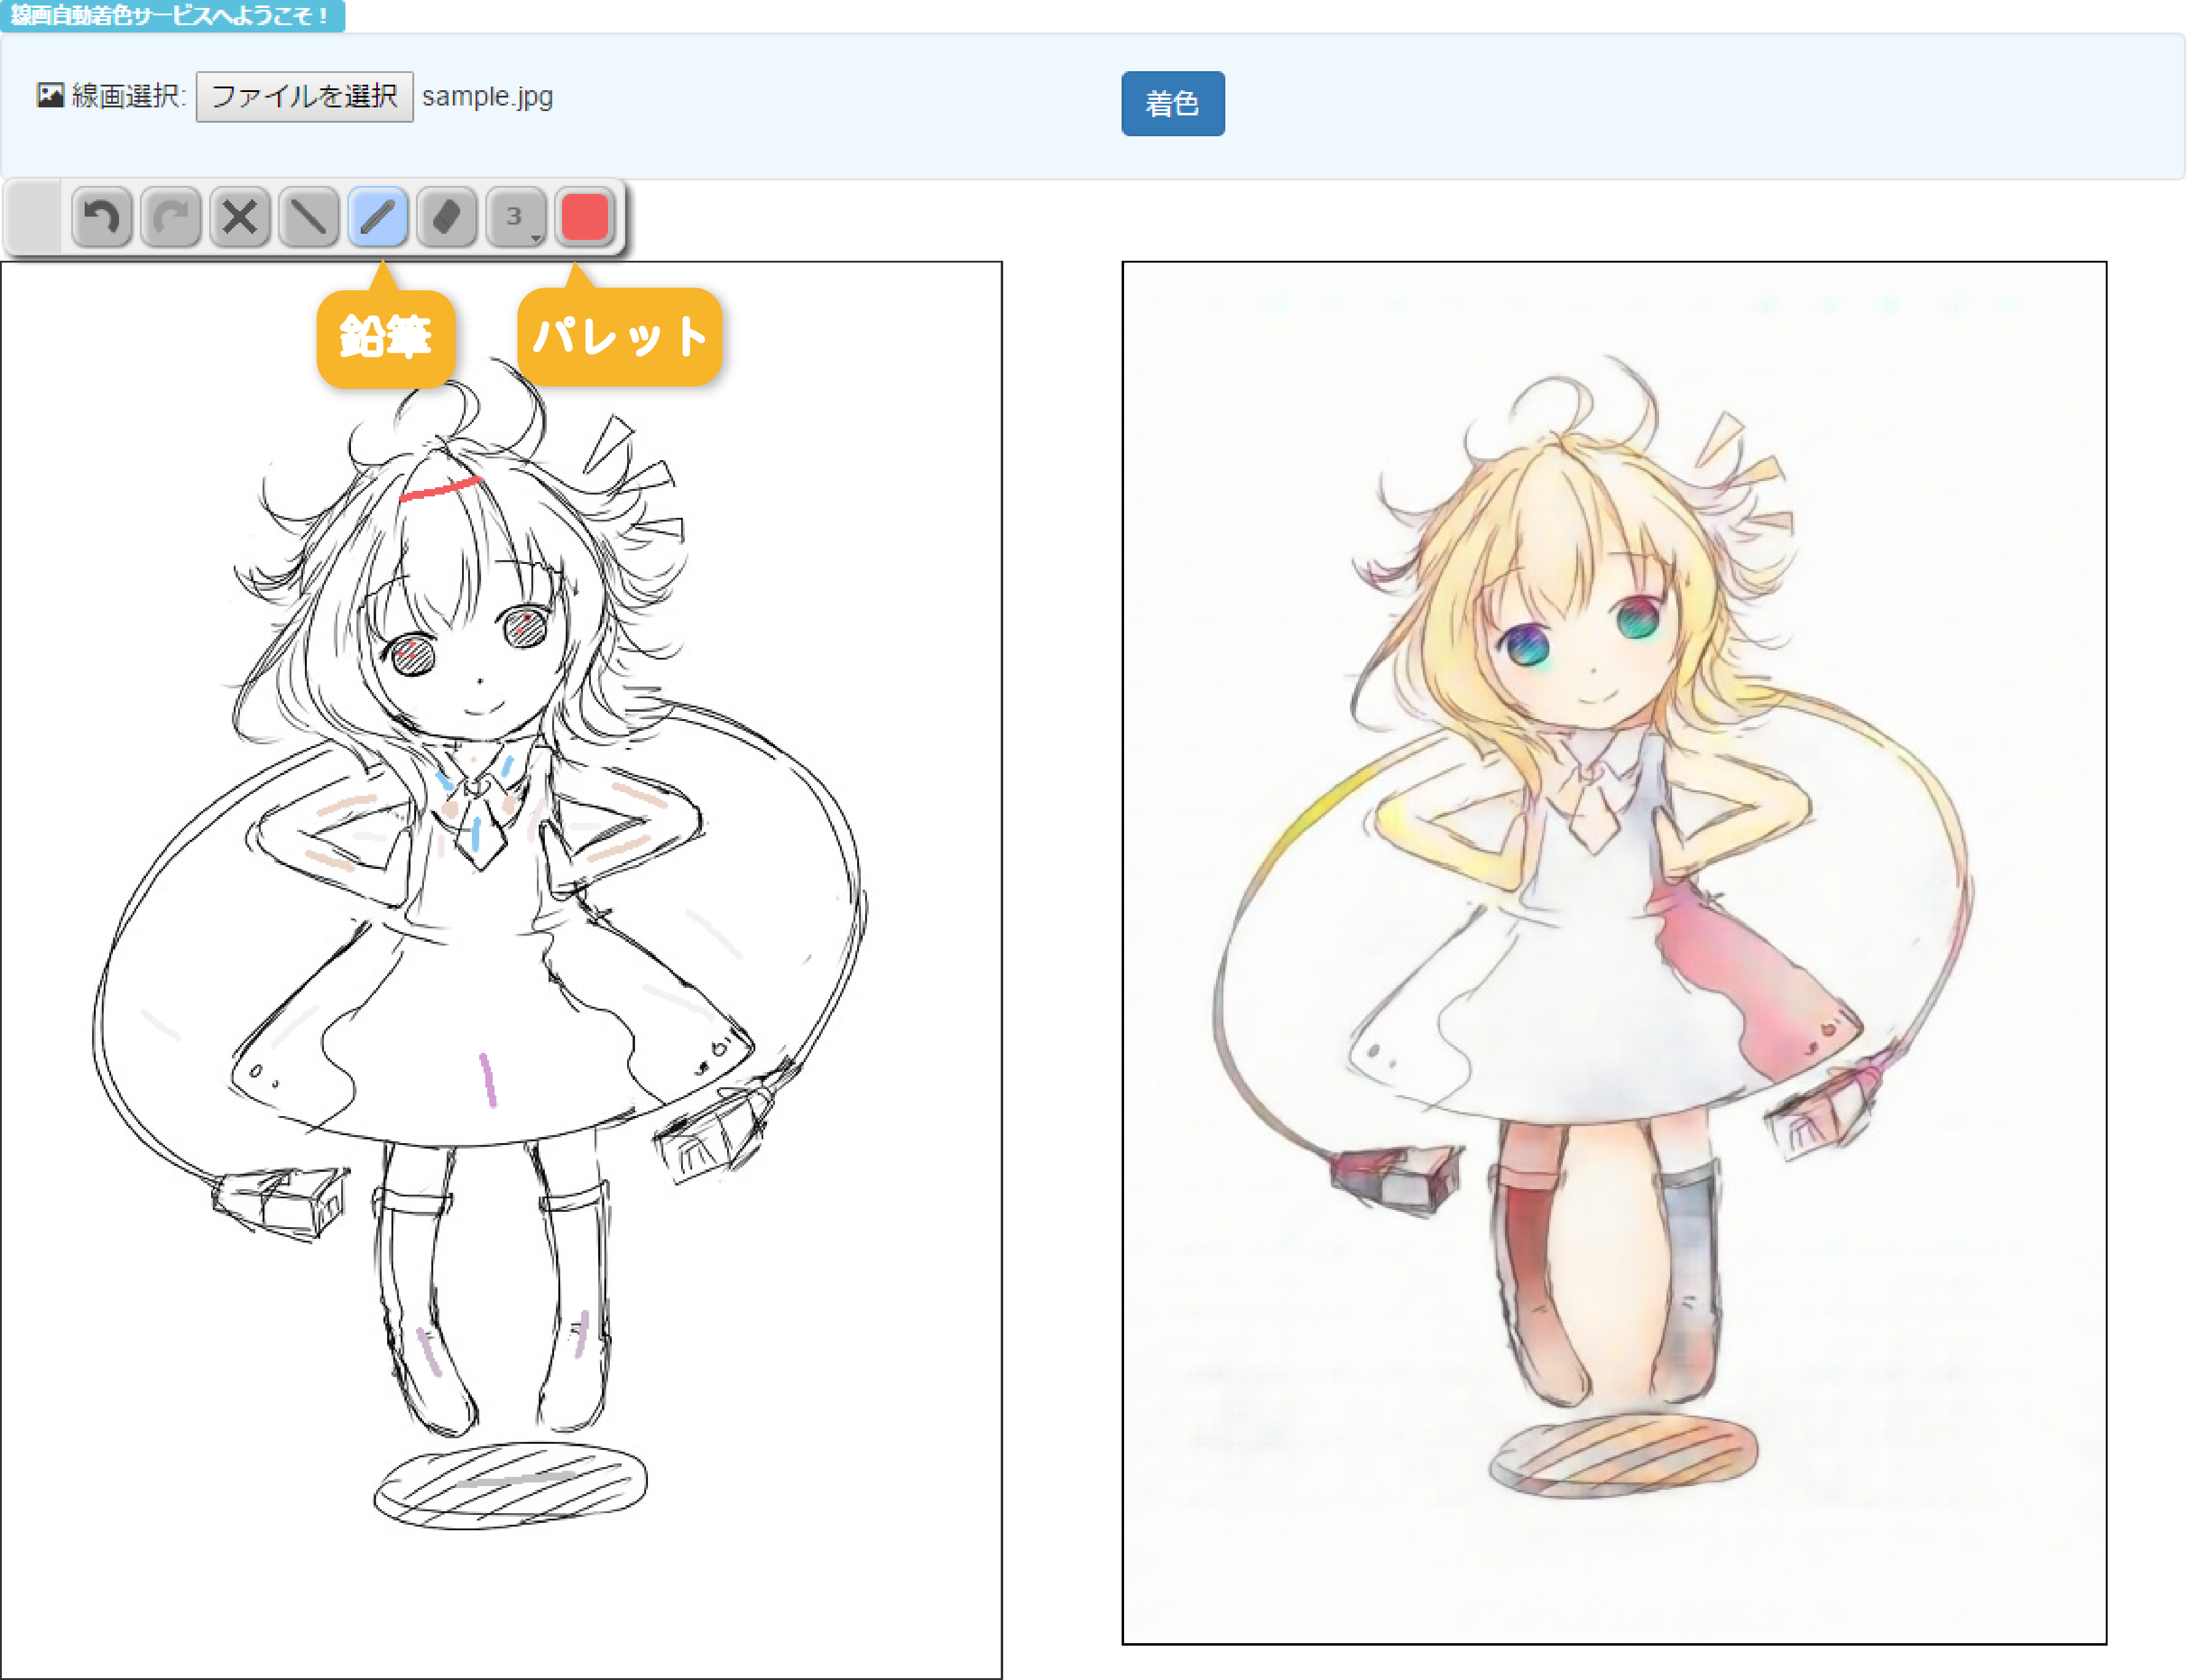 線画自動着色サービスへようこそ！
線画選択: ファイルを選択 sample.jpg
着色
3
鉛筆
パレット